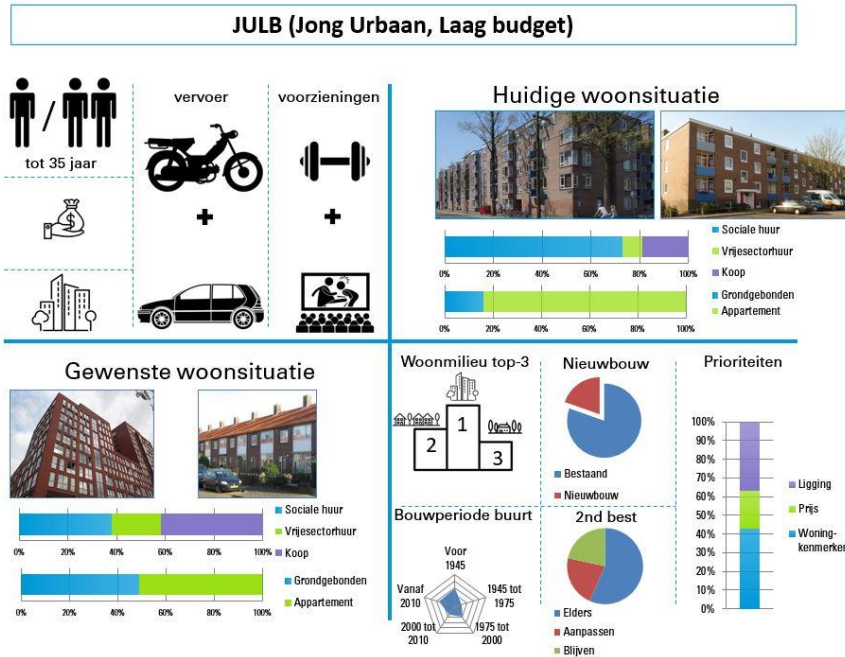 JULB (Jong Urbaan, Laag budget)
tot 35 jaar
vervoer
+
voorzieningen
+
Huidige woonsituatie
Sociale huur
Vrijesectorhuur
Koop
0% 20% 40% 60% 80% 100%
Grondgebonden
Appartement
0% 20% 40% 60% 80% 100%
Gewenste woonsituatie
Sociale huur
Vrijesectorhuur
Koop
0% 20% 40% 60% 80% 100%
Grondgebonden
Appartement
0% 20% 40% 60% 80% 100%
Woonmilieu top-3
1
2
3
Nieuwbouw
Bestaand
Nieuwbouw
Bouwperiode buurt
Voor
1945
1945 tot
1975
1975 tot
2000
2000 tot
2010
Vanaf
2010
2nd best
Elders
Aanpassen
Blijven
Prioriteiten
100%
90%
80%
70%
60%
50%
40%
30%
20%
10%
0%
Ligging
Prijs
Woning-
kenmerken